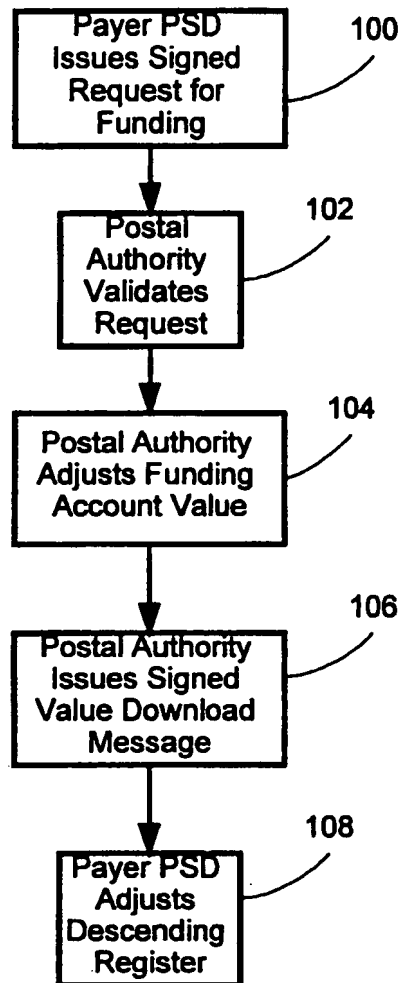 Payer PSD
Issues Signed
Request for
Funding
100
Postal
Authority
Validates
Request
102
Postal Authority
Adjusts Funding
Account Value
104
Postal Authority
Issues Signed
Value Download
Message
106
Payer PSD
Adjusts
Descending
Register
108